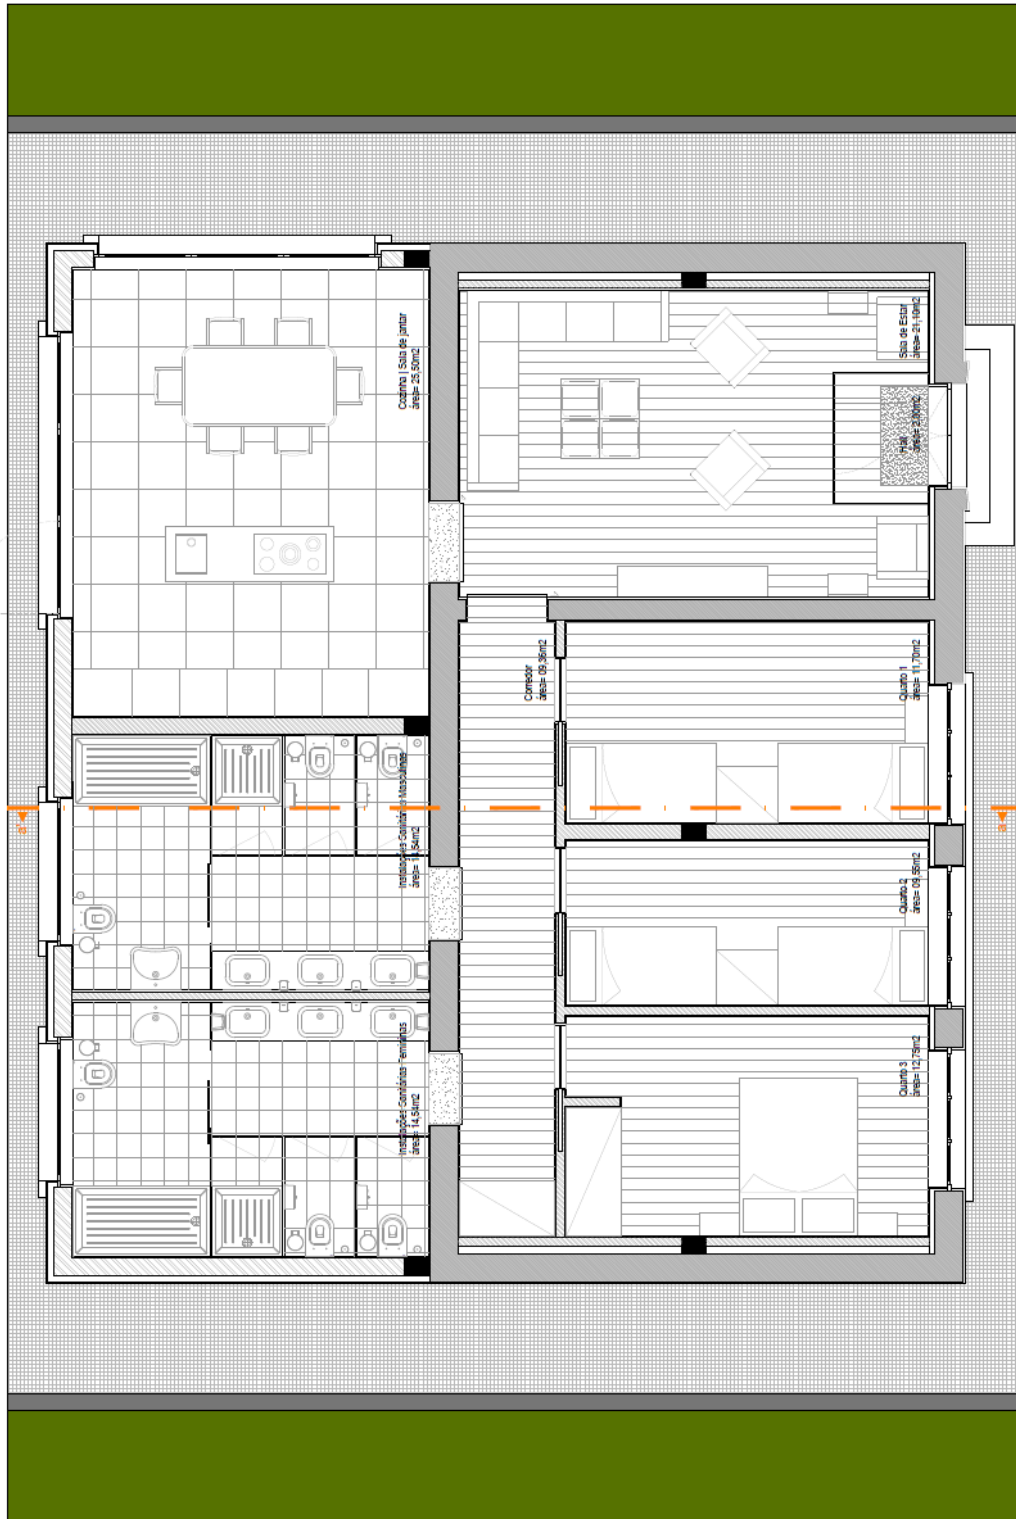 Cozinha | Sala de jantar
área= 25,50m2
Sala de Estar
área= 21,10m2
Hall
área= 2,80m2
Corredor
área= 09,36m2
Quarto 1
área= 11,70m2
Instalações Sanitárias Masculinas
área= 14,54m2
Quarto 2
área= 09,55m2
Instalações Sanitárias Femininas
área= 14,54m2
Quarto 3
área= 12,75m2